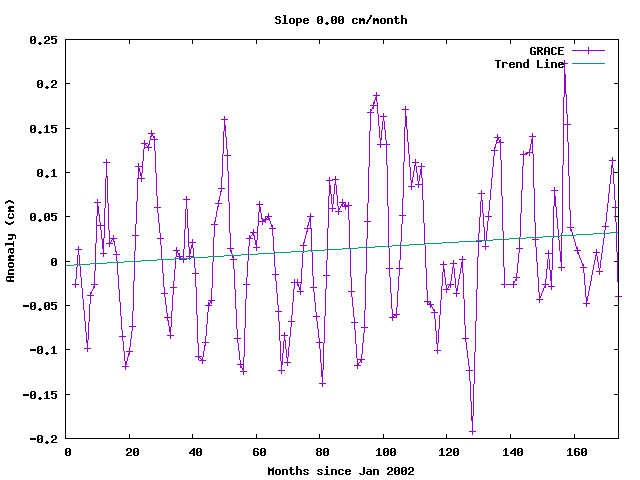 Slope 0.00 cm/month
GRACE
Trend Line
0.25
0.2
0.15
0.1
0.05
0
-0.05
-0.1
-0.15
-0.2
Anomaly (cm)
0 20 40 60 80 100 120 140 160
Months since Jan 2002